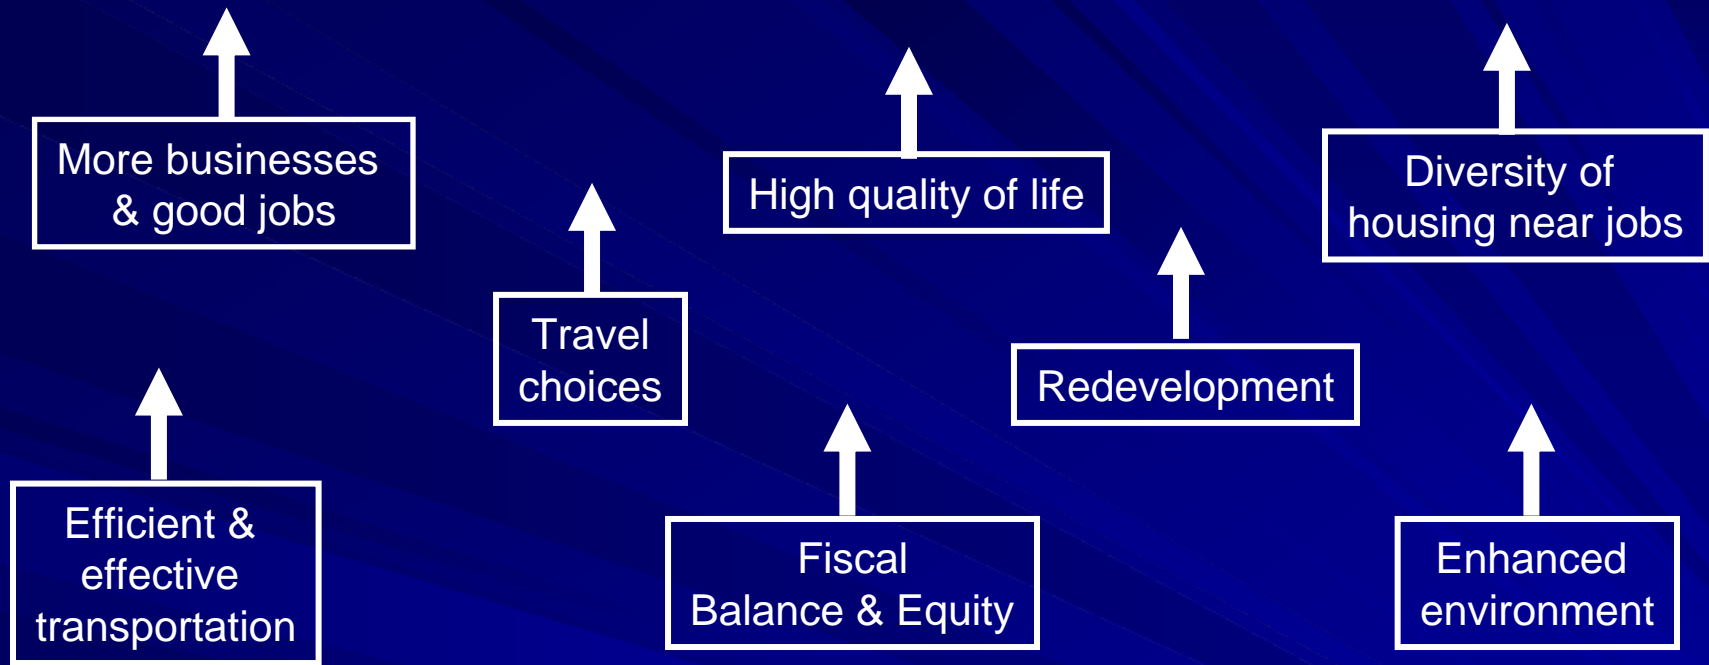 More businesses
& good jobs
High quality of life
Diversity of
housing near jobs
Travel
choices
Redevelopment
Efficient &
effective
transportation
Fiscal
Balance & Equity
Enhanced
environment